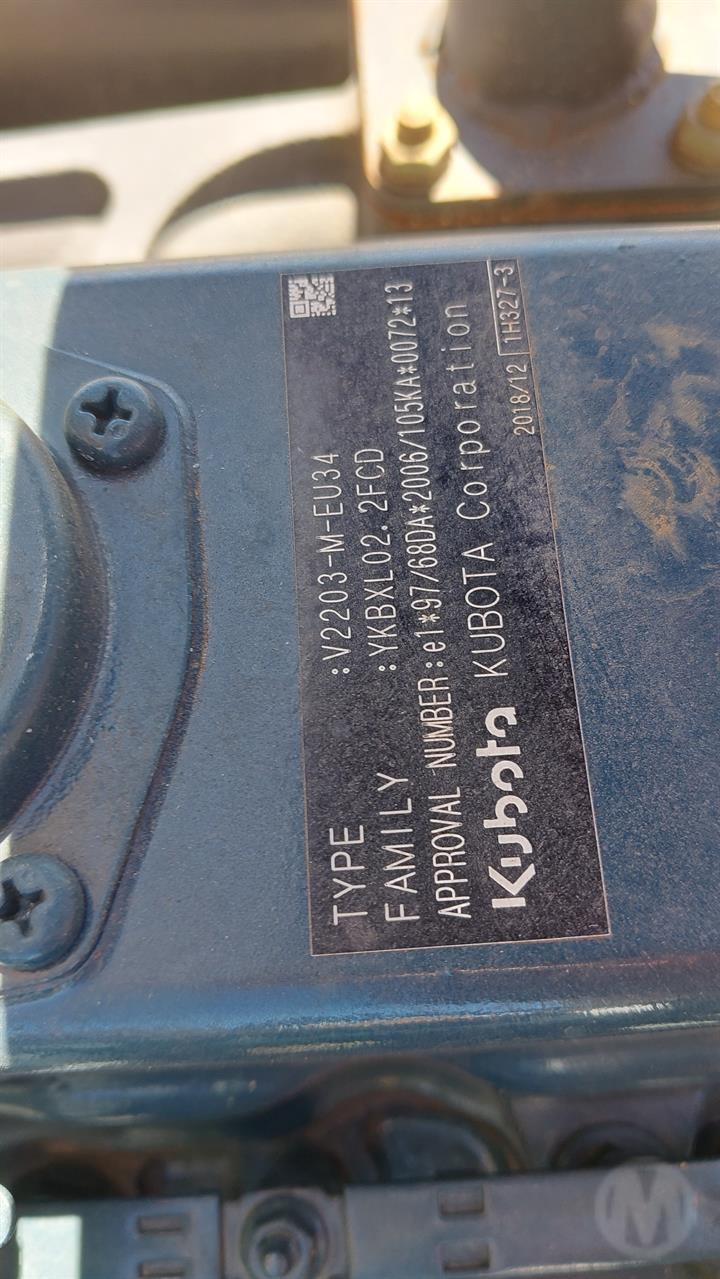 TYPE :V2203-M-EU34
FAMILY :YKBXL02.2FCD
APPROVAL NUMBER:e1*97/68DA*2006/105KA*0072*13
Kubota KUBOTA Corporation
2018/12 1H327-3
M